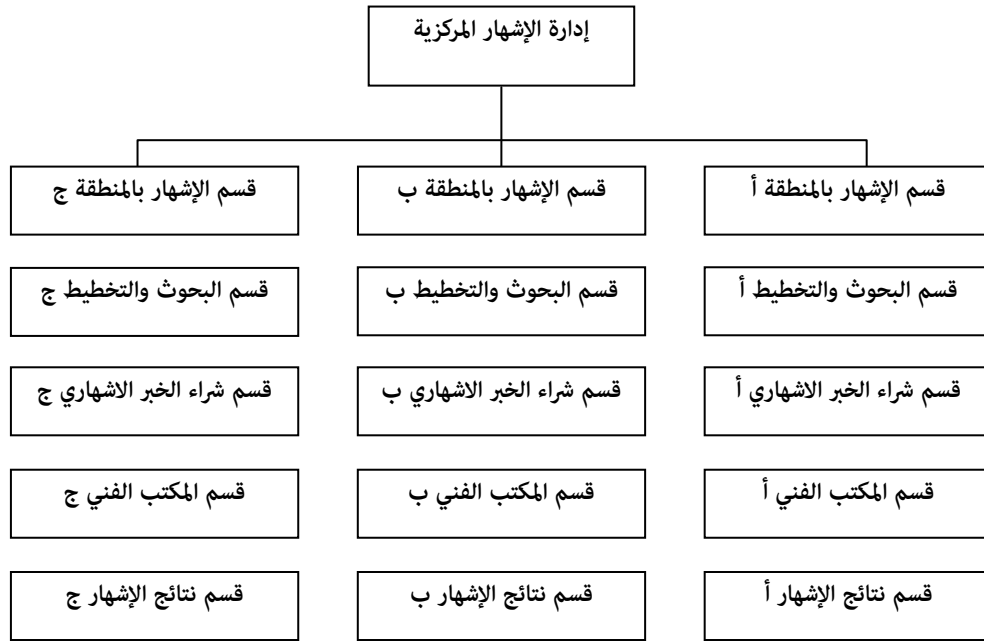 إدارة الإشهار المركزية
قسم الإشهار بالمنطقة أ
قسم الإشهار بالمنطقة ب
قسم الإشهار بالمنطقة ج
قسم البحوث والتخطيط أ
قسم البحوث والتخطيط ب
قسم البحوث والتخطيط ج
قسم شراء الخبر الاشهاري أ
قسم شراء الخبر الاشهاري ب
قسم شراء الخبر الاشهاري ج
قسم المكتب الفني أ
قسم المكتب الفني ب
قسم المكتب الفني ج
قسم نتائج الإشهار أ
قسم نتائج الإشهار ب
قسم نتائج الإشهار ج